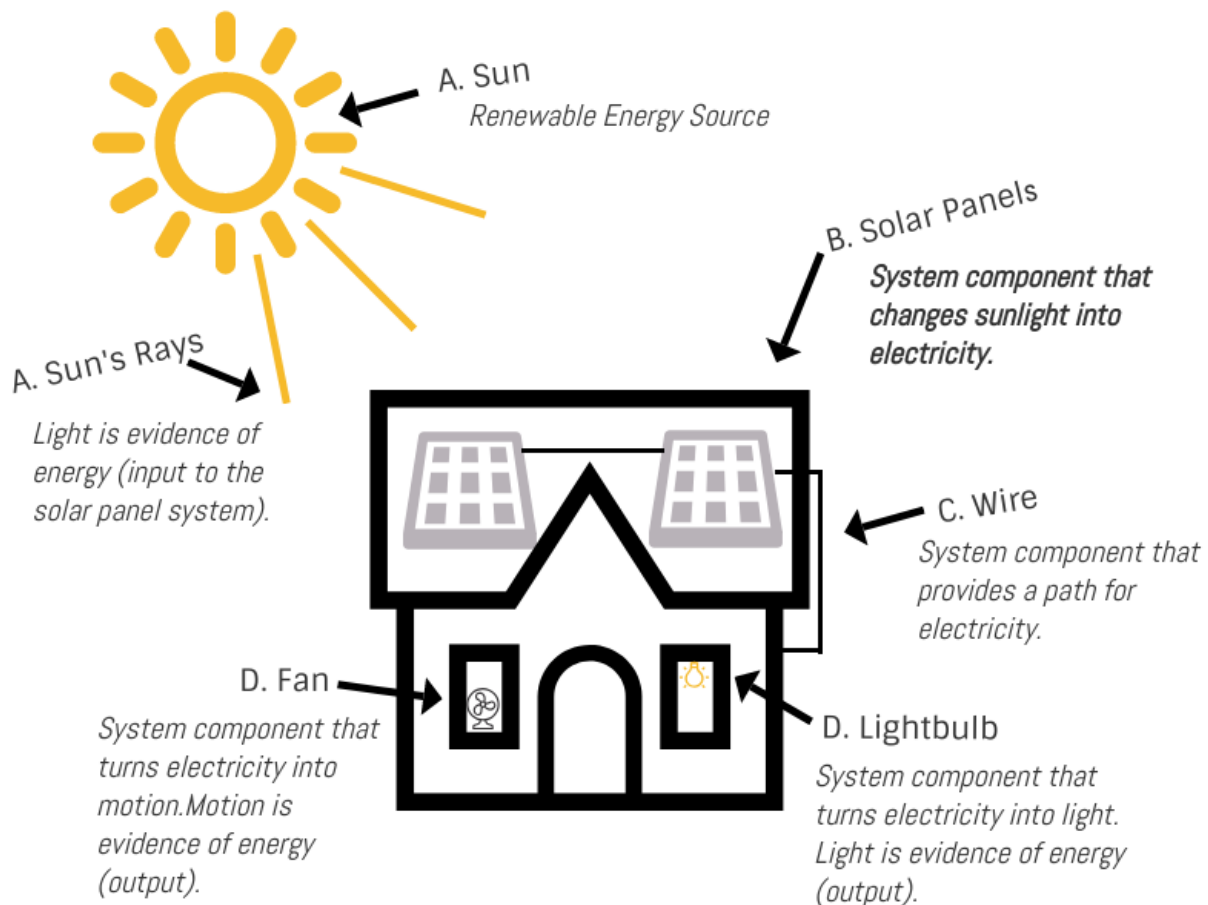 A. Sun
Renewable Energy Source
B. Solar Panels
System component that
changes sunlight into
electricity.
A. Sun's Rays
Light is evidence of
energy (input to the
solar panel system).
C. Wire
System component that
provides a path for
electricity.
D. Fan
System component that
turns electricity into
motion.Motion is
evidence of energy
(output).
D. Lightbulb
System component that
turns electricity into light.
Light is evidence of energy
(output).